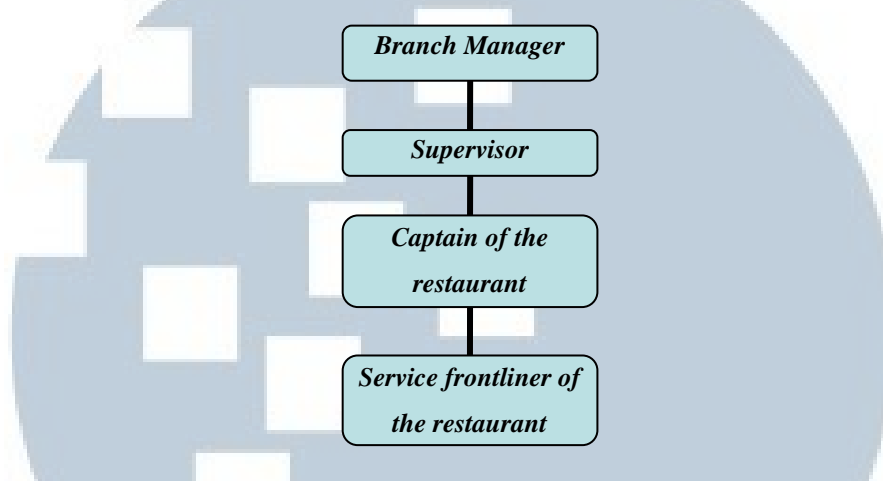 Branch Manager
Supervisor
Captain of the
restaurant
Service frontliner of
the restaurant